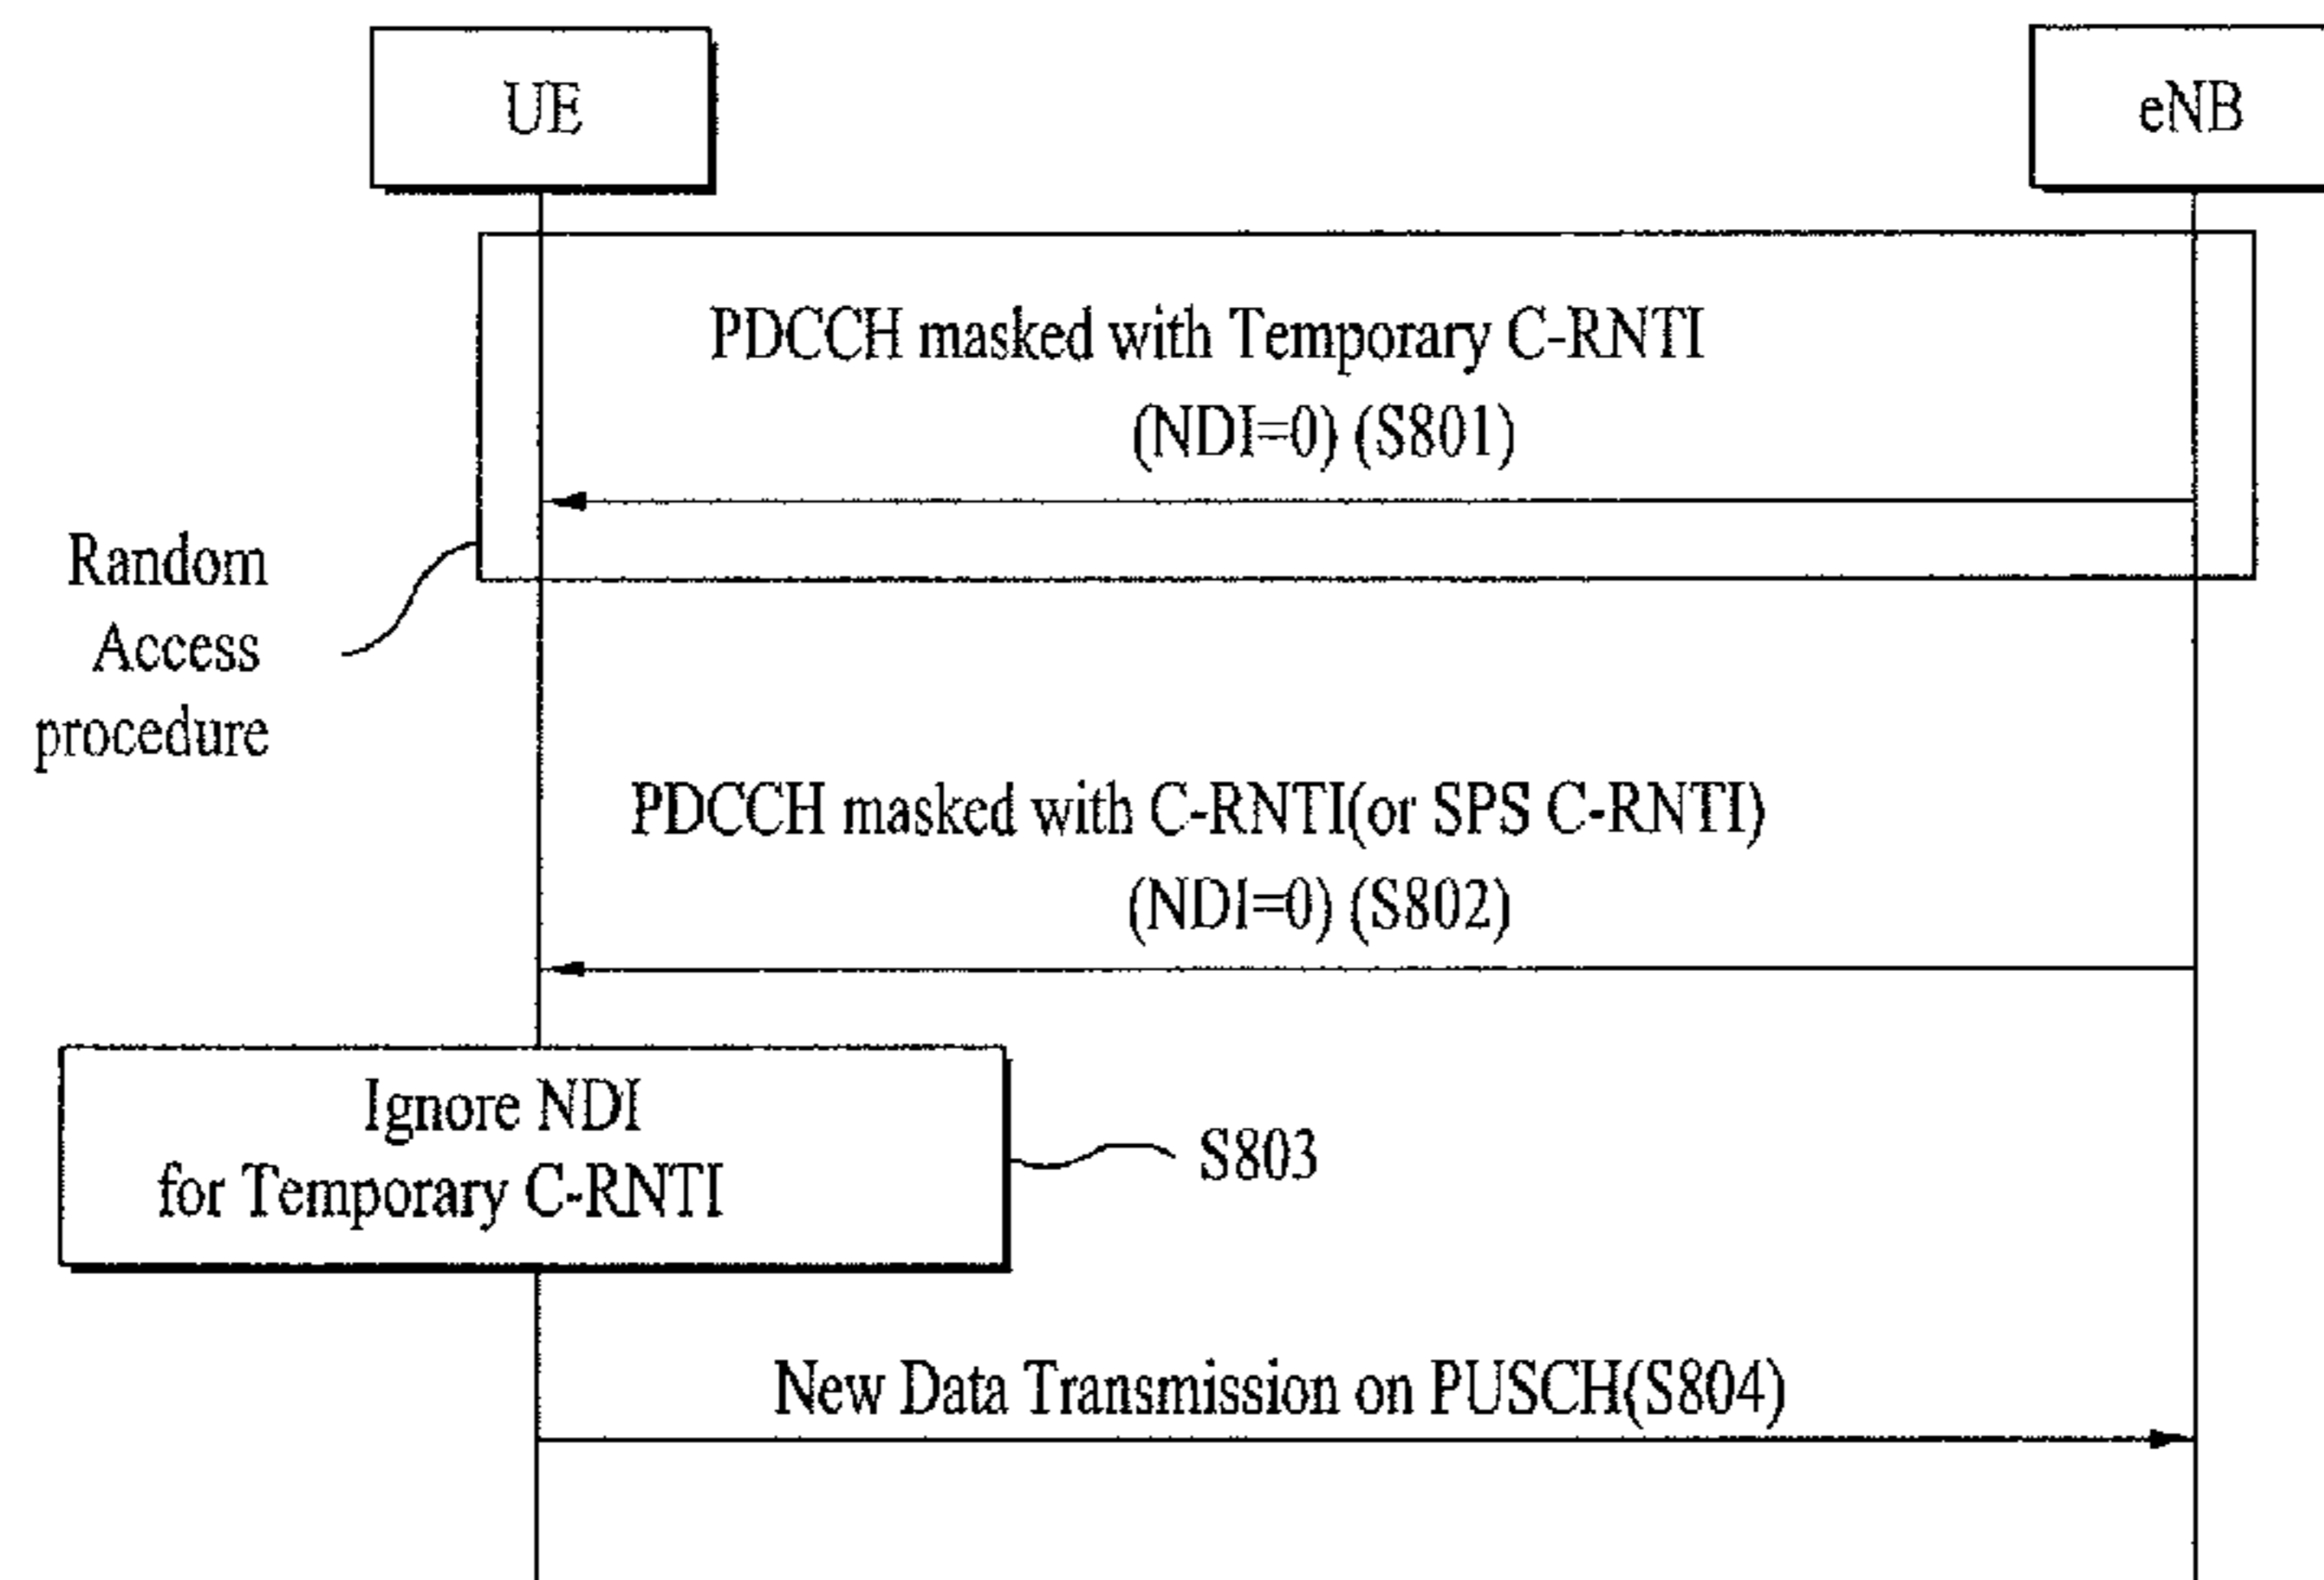 UE
eNB
PDCCH masked with Temporary C-RNTI
(NDI=0) (S801)
Random
Access
procedure
PDCCH masked with C-RNTI(or SPS C-RNTI)
(NDI=0) (S802)
Ignore NDI
for Temporary C-RNTI
S803
New Data Transmission on PUSCH(S804)